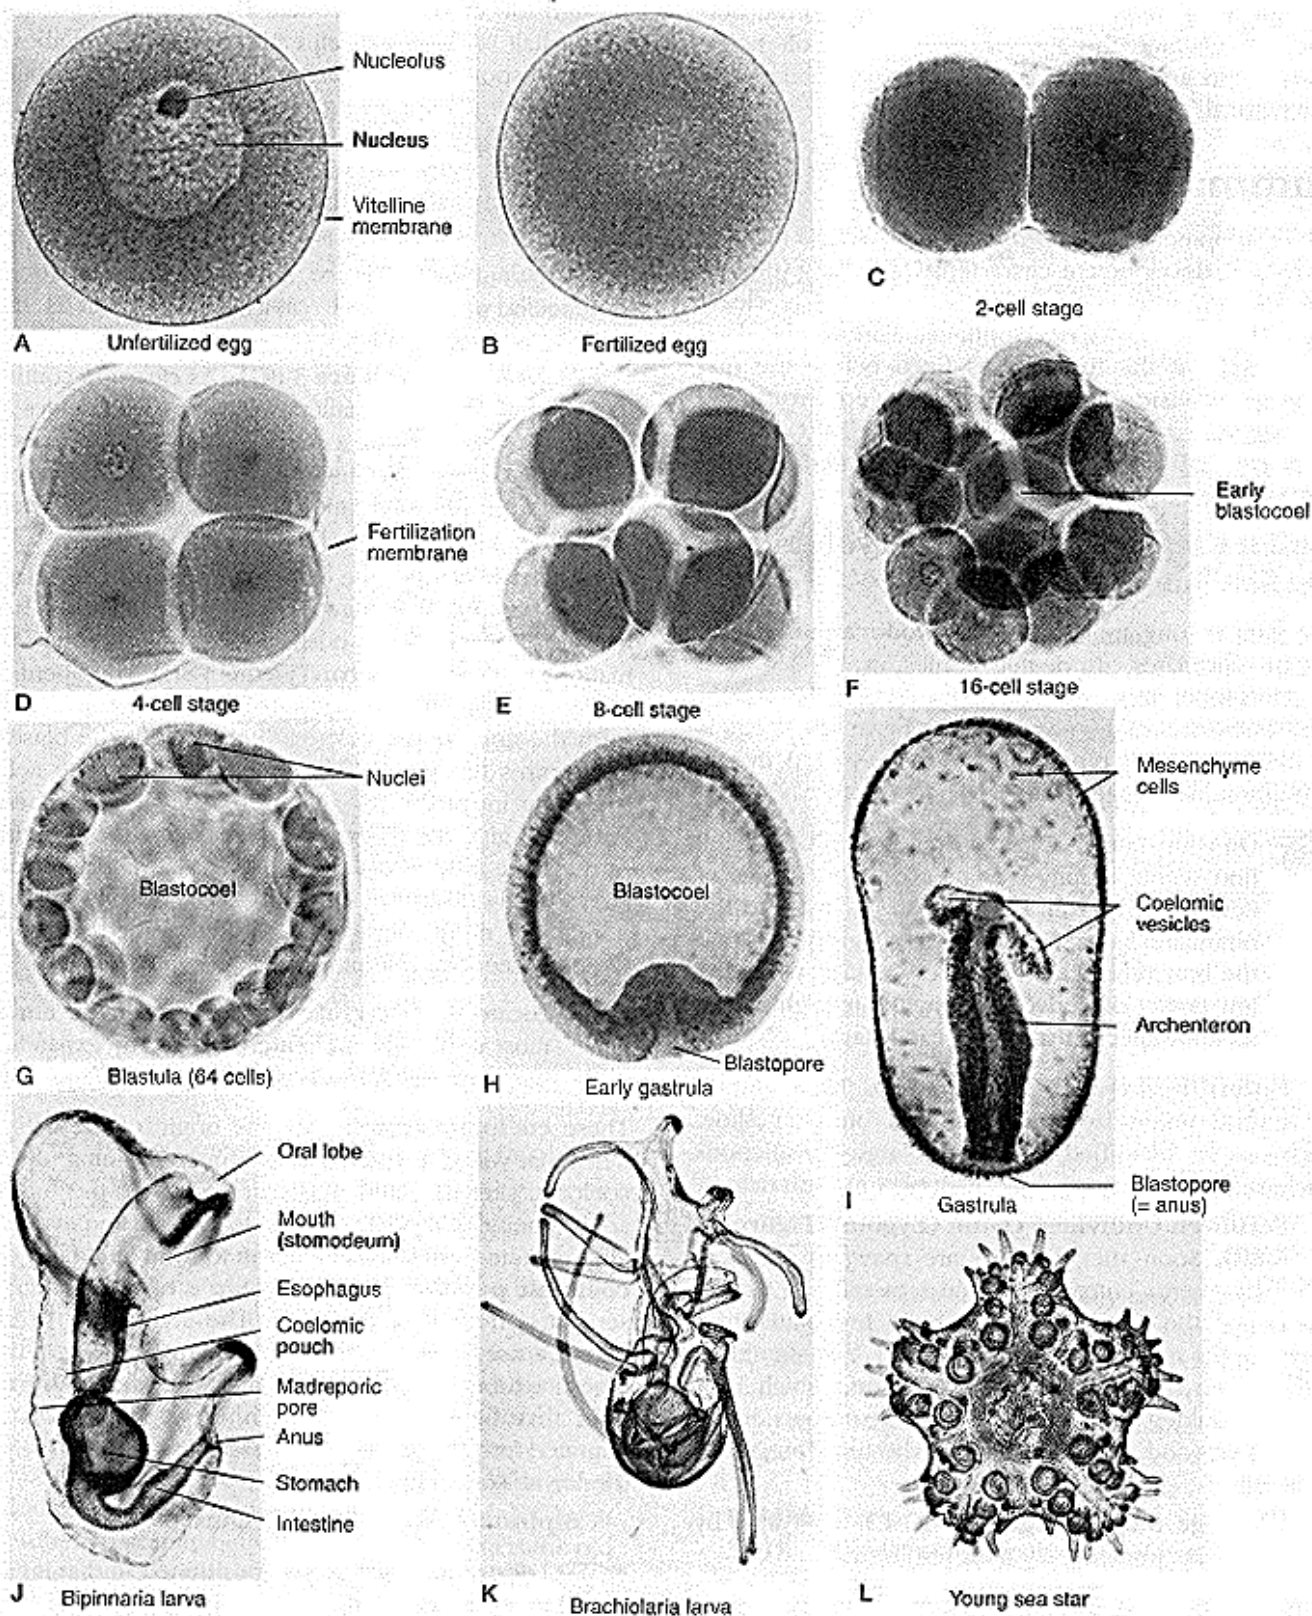 Nucleolus
Nucleus
Vitelline
membrane
A
Unfertilized egg
B
Fertilized egg
C
2-cell stage
Fertilization
membrane
D
4-cell stage
E
8-cell stage
Early
blastocoel
F
16-cell stage
Nuclei
Blastocoel
G
Blastula (64 cells)
Blastocoel
Blastopore
H
Early gastrula
Mesenchyme
cells
Coelomic
vesicles
Archenteron
Blastopore
(= anus)
I
Gastrula
Oral lobe
Mouth
(stomodeum)
Esophagus
Coelomic
pouch
Madreporic
pore
Anus
Stomach
Intestine
J
Bipinnaria larva
K
Brachiolaria larva
L
Young sea star